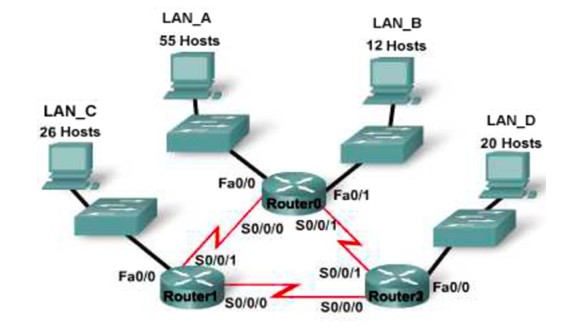 LAN_A
55 Hosts
LAN_B
12 Hosts
LAN_C
26 Hosts
LAN_D
20 Hosts
Fa0/0
Fa0/1
Router0
S0/0/0
S0/0/1
S0/0/1
Fa0/0
Router1
S0/0/0
S0/0/1
S0/0/0
Fa0/0